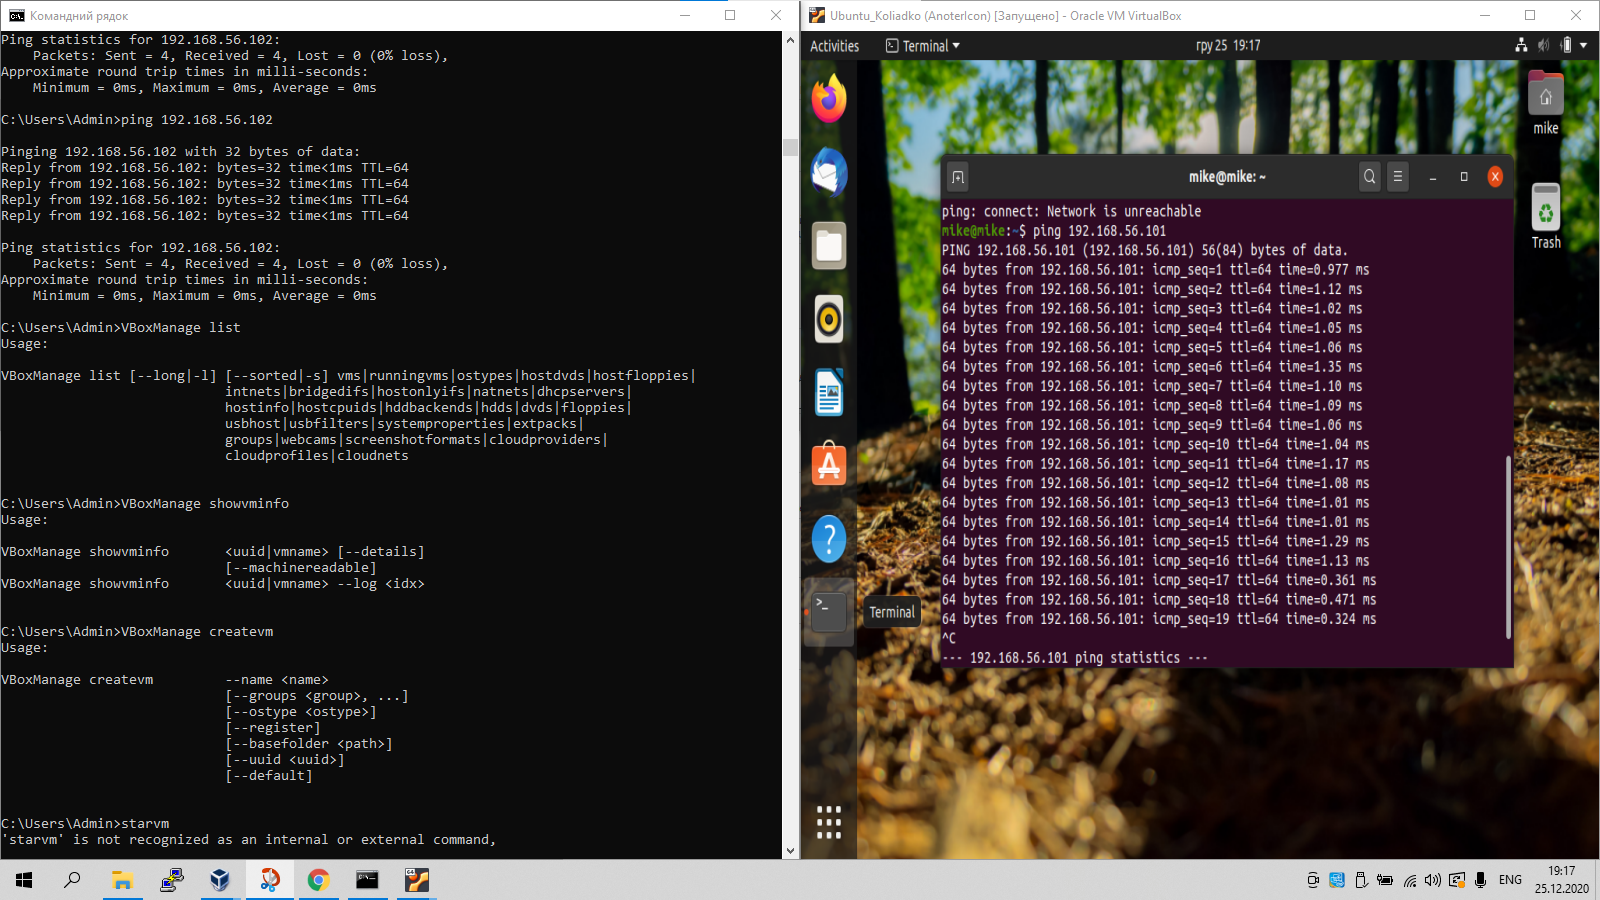 Командний рядок
Ping statistics for 192.168.56.102:
    Packets: Sent = 4, Received = 4, Lost = 0 (0% loss),
Approximate round trip times in milli-seconds:
    Minimum = 0ms, Maximum = 0ms, Average = 0ms
C:\Users\Admin>ping 192.168.56.102
Pinging 192.168.56.102 with 32 bytes of data:
Reply from 192.168.56.102: bytes=32 time<1ms TTL=64
Reply from 192.168.56.102: bytes=32 time<1ms TTL=64
Reply from 192.168.56.102: bytes=32 time<1ms TTL=64
Reply from 192.168.56.102: bytes=32 time<1ms TTL=64
Ping statistics for 192.168.56.102:
    Packets: Sent = 4, Received = 4, Lost = 0 (0% loss),
Approximate round trip times in milli-seconds:
    Minimum = 0ms, Maximum = 0ms, Average = 0ms
C:\Users\Admin>VBoxManage list
Usage:
VBoxManage list [--long|-l] [--sorted|-s] vms|runningvms|ostypes|hostdvds|hostfloppies|
intnets|bridgedifs|hostonlyifs|natnets|dhcpservers|
hostinfo|hostcpuids|hddbackends|hdds|dvds|floppies|
usbhost|usbfilters|systemproperties|extpacks|
groups|webcams|screenshotformats|cloudproviders|
cloudprofiles|cloudnets
C:\Users\Admin>VBoxManage showvminfo
Usage:
VBoxManage showvminfo       <uuid|vmname> [--details]
[--machinereadable]
VBoxManage showvminfo       <uuid|vmname> --log <idx>
C:\Users\Admin>VBoxManage createvm
Usage:
VBoxManage createvm         --name <name>
[--groups <group>, ...]
[--ostype <ostype>]
[--register]
[--basefolder <path>]
[--uuid <uuid>]
[--default]
C:\Users\Admin>starvm
'starvm' is not recognized as an internal or external command,
Ubuntu_Koliadko (AnoterIcon) [Запущено] - Oracle VM VirtualBox
Activities
Terminal
гру 25 19:17
mike
Trash
Terminal
mike@mike: ~
ping: connect: Network is unreachable
mike@mike:~$ ping 192.168.56.101
PING 192.168.56.101 (192.168.56.101) 56(84) bytes of data.
64 bytes from 192.168.56.101: icmp_seq=1 ttl=64 time=0.977 ms
64 bytes from 192.168.56.101: icmp_seq=2 ttl=64 time=1.12 ms
64 bytes from 192.168.56.101: icmp_seq=3 ttl=64 time=1.02 ms
64 bytes from 192.168.56.101: icmp_seq=4 ttl=64 time=1.05 ms
64 bytes from 192.168.56.101: icmp_seq=5 ttl=64 time=1.06 ms
64 bytes from 192.168.56.101: icmp_seq=6 ttl=64 time=1.35 ms
64 bytes from 192.168.56.101: icmp_seq=7 ttl=64 time=1.10 ms
64 bytes from 192.168.56.101: icmp_seq=8 ttl=64 time=1.09 ms
64 bytes from 192.168.56.101: icmp_seq=9 ttl=64 time=1.06 ms
64 bytes from 192.168.56.101: icmp_seq=10 ttl=64 time=1.04 ms
64 bytes from 192.168.56.101: icmp_seq=11 ttl=64 time=1.17 ms
64 bytes from 192.168.56.101: icmp_seq=12 ttl=64 time=1.08 ms
64 bytes from 192.168.56.101: icmp_seq=13 ttl=64 time=1.01 ms
64 bytes from 192.168.56.101: icmp_seq=14 ttl=64 time=1.01 ms
64 bytes from 192.168.56.101: icmp_seq=15 ttl=64 time=1.29 ms
64 bytes from 192.168.56.101: icmp_seq=16 ttl=64 time=1.13 ms
64 bytes from 192.168.56.101: icmp_seq=17 ttl=64 time=0.361 ms
64 bytes from 192.168.56.101: icmp_seq=18 ttl=64 time=0.471 ms
64 bytes from 192.168.56.101: icmp_seq=19 ttl=64 time=0.324 ms
^C
--- 192.168.56.101 ping statistics ---
ENG
19:17
25.12.2020